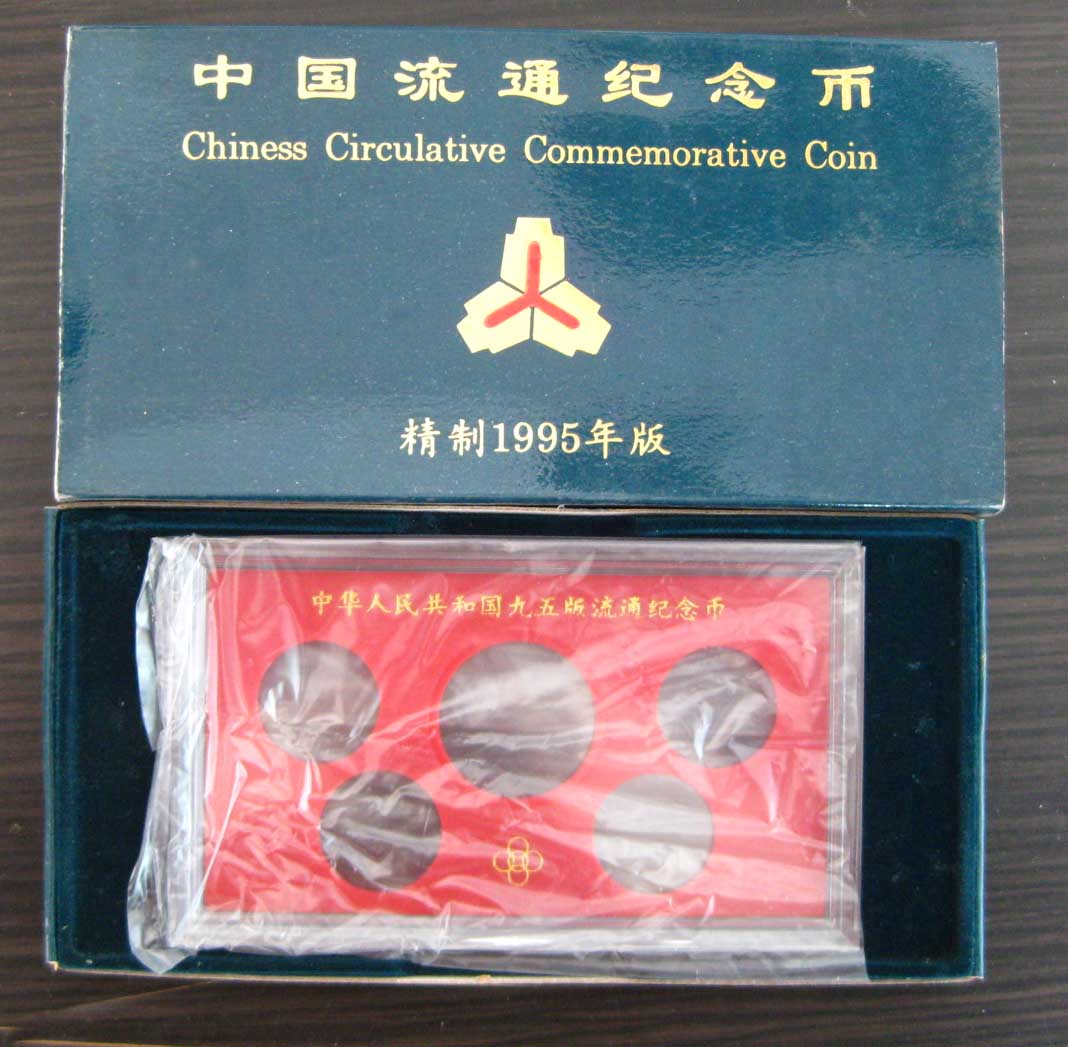 中国流通纪念币
Chiness Circulative Commemorative Coin
精制1995年版
中华人民共和国九五版流通纪念币